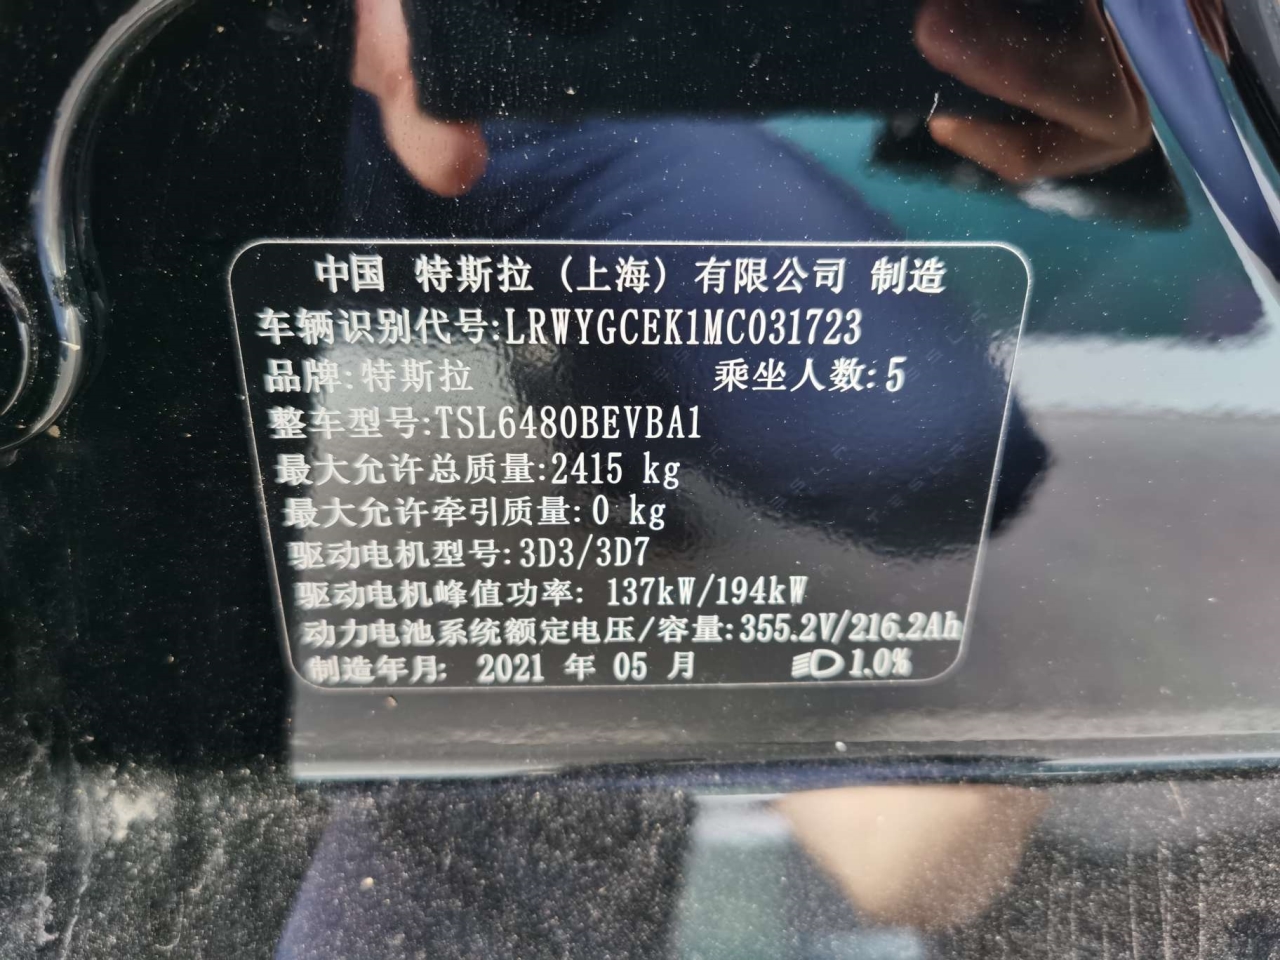 中国 特斯拉 (上海) 有限公司 制造
车辆识别代号:LRWYGCEK1MC031723
品牌:特斯拉 乘坐人数:5
整车型号:TSL6480BEVBA1
最大允许总质量:2415 kg
最大允许牵引质量:0 kg
驱动电机型号:3D3/3D7
驱动电机峰值功率: 137kW/194kW
动力电池系统额定电压/容量:355.2V/216.2Ah
制造年月: 2021 年 05 月 1.0%